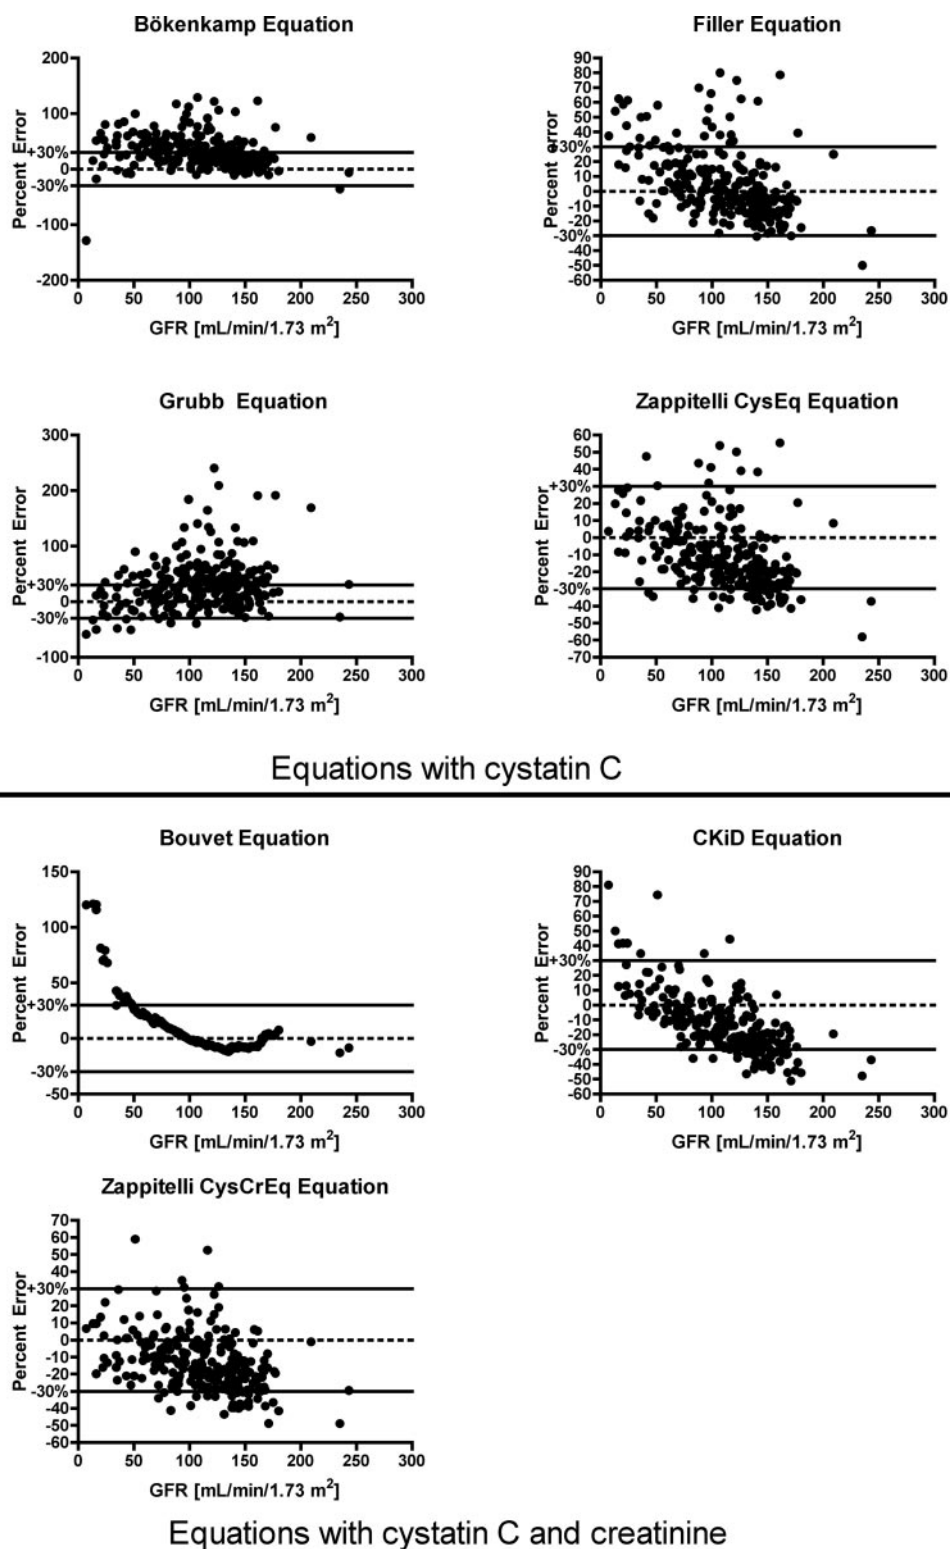 Bökenkamp Equation
Percent Error
200
100
+30%
0
-30%
-100
-200
0 50 100 150 200 250 300
GFR [mL/min/1.73 m²]
Filler Equation
Percent error
90
80
70
60
50
40
+30%
20
10
0
-10
-20
-30%
-40
-50
-60
0 50 100 150 200 250 300
GFR [mL/min/1.73 m²]
Grubb Equation
Percent Error
300
200
100
+30%
0
-30%
-100
0 50 100 150 200 250 300
GFR [mL/min/1.73 m²]
Zappitelli CysEq Equation
Percent Error
60
50
40
+30%
20
10
0
-10
-20
-30%
-40
-50
-60
-70
0 50 100 150 200 250 300
GFR [mL/min/1.73 m²]
Equations with cystatin C
Bouvet Equation
Percent Error
150
100
50
+30%
0
-30%
-50
0 50 100 150 200 250 300
GFR [mL/min/1.73 m²]
CKiD Equation
Percent Error
90
80
70
60
50
40
+30%
20
10
0
-10
-20
-30%
-40
-50
-60
0 50 100 150 200 250 300
GFR [mL/min/1.73 m²]
Zappitelli CysCrEq Equation
Percent Error
70
60
50
40
+30%
20
10
0
-10
-20
-30%
-40
-50
-60
0 50 100 150 200 250 300
GFR [mL/min/1.73 m²]
Equations with cystatin C and creatinine